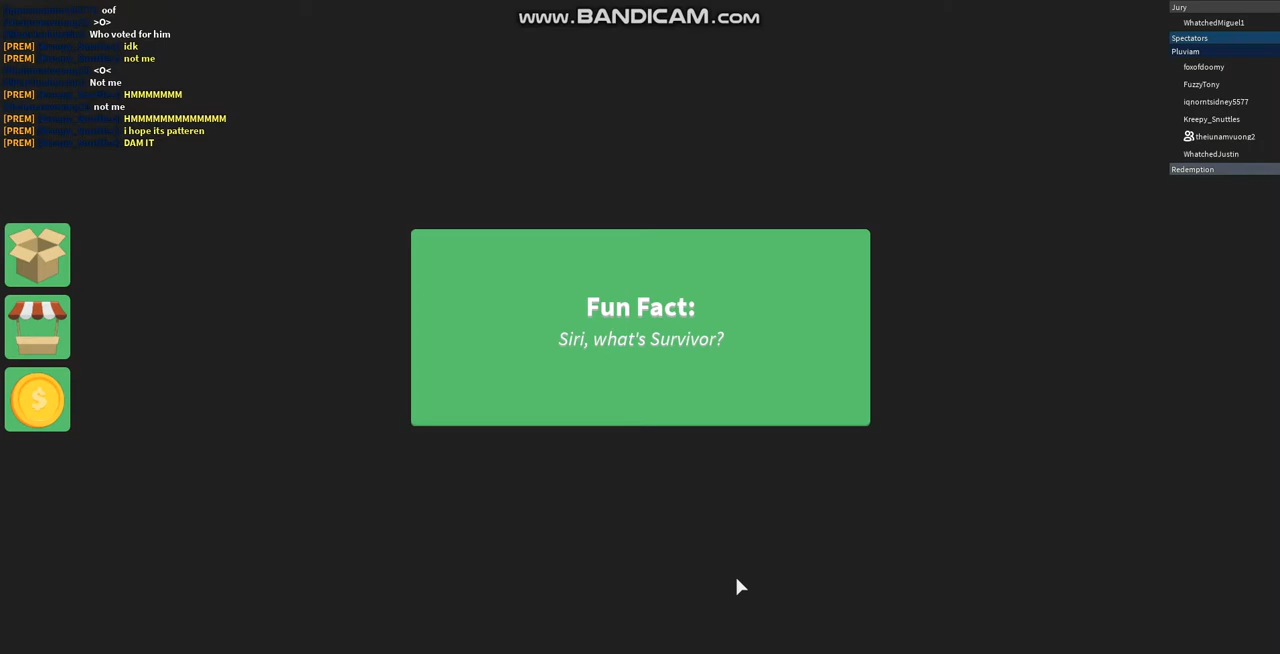 oof
>O>
Who voted for him
[PREM] idk
[PREM] not me
<O<
Not me
[PREM] HMMMMMMM
not me
[PREM] HMMMMMMMMMMMMM
[PREM] i hope its patteren
[PREM] DAM IT
www.BANDICAM.com
Fun Fact:
Siri, what's Survivor?
Jury
WhatchedMiguel1
Spectators
Pluviam
foxofdoomy
FuzzyTony
iqnorntsidney5577
Kreepy_Snuttles
theiunamvuong2
WhatchedJustin
Redemption